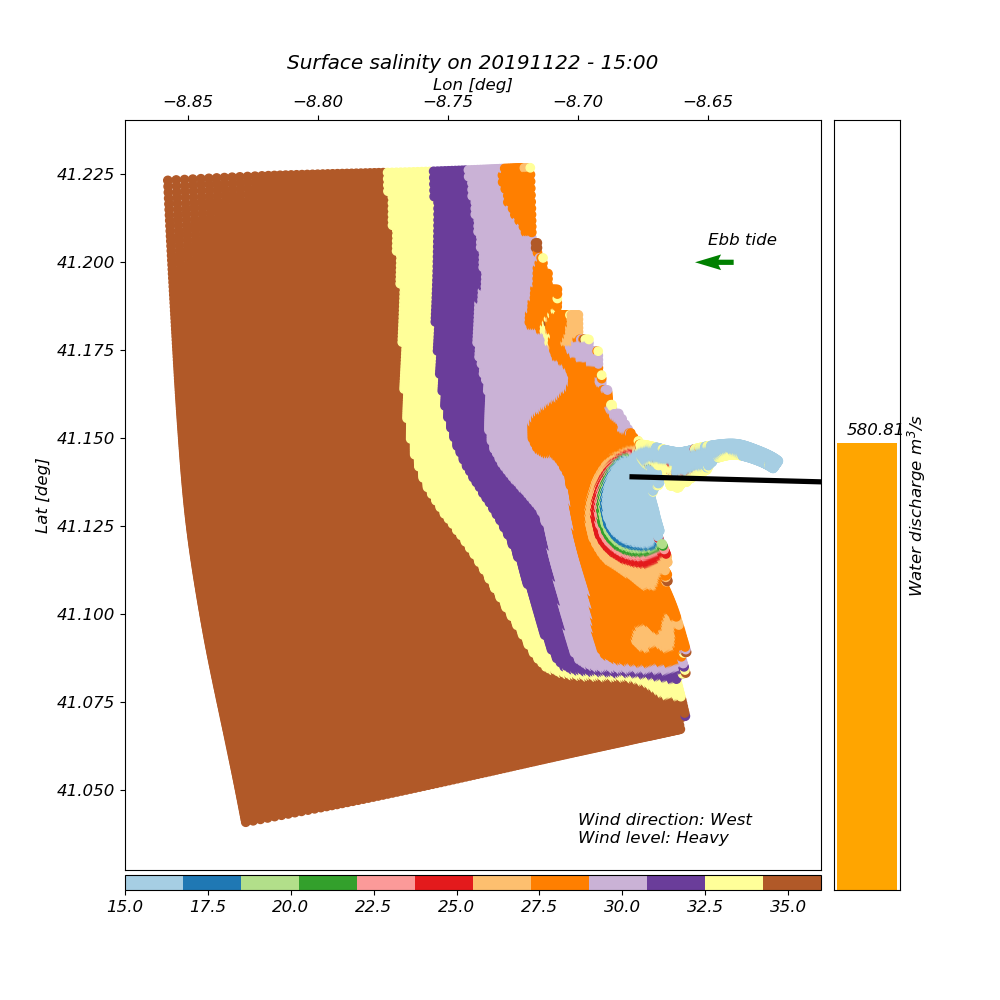 Surface salinity on 20191122 - 15:00
Lon [deg]
−8.85 −8.80 −8.75 −8.70 −8.65
41.225
41.200
41.175
41.150
41.125
41.100
41.075
41.050
Lat [deg]
Ebb tide
580.81
Water discharge m³/s
Wind direction: West
Wind level: Heavy
15.0 17.5 20.0 22.5 25.0 27.5 30.0 32.5 35.0